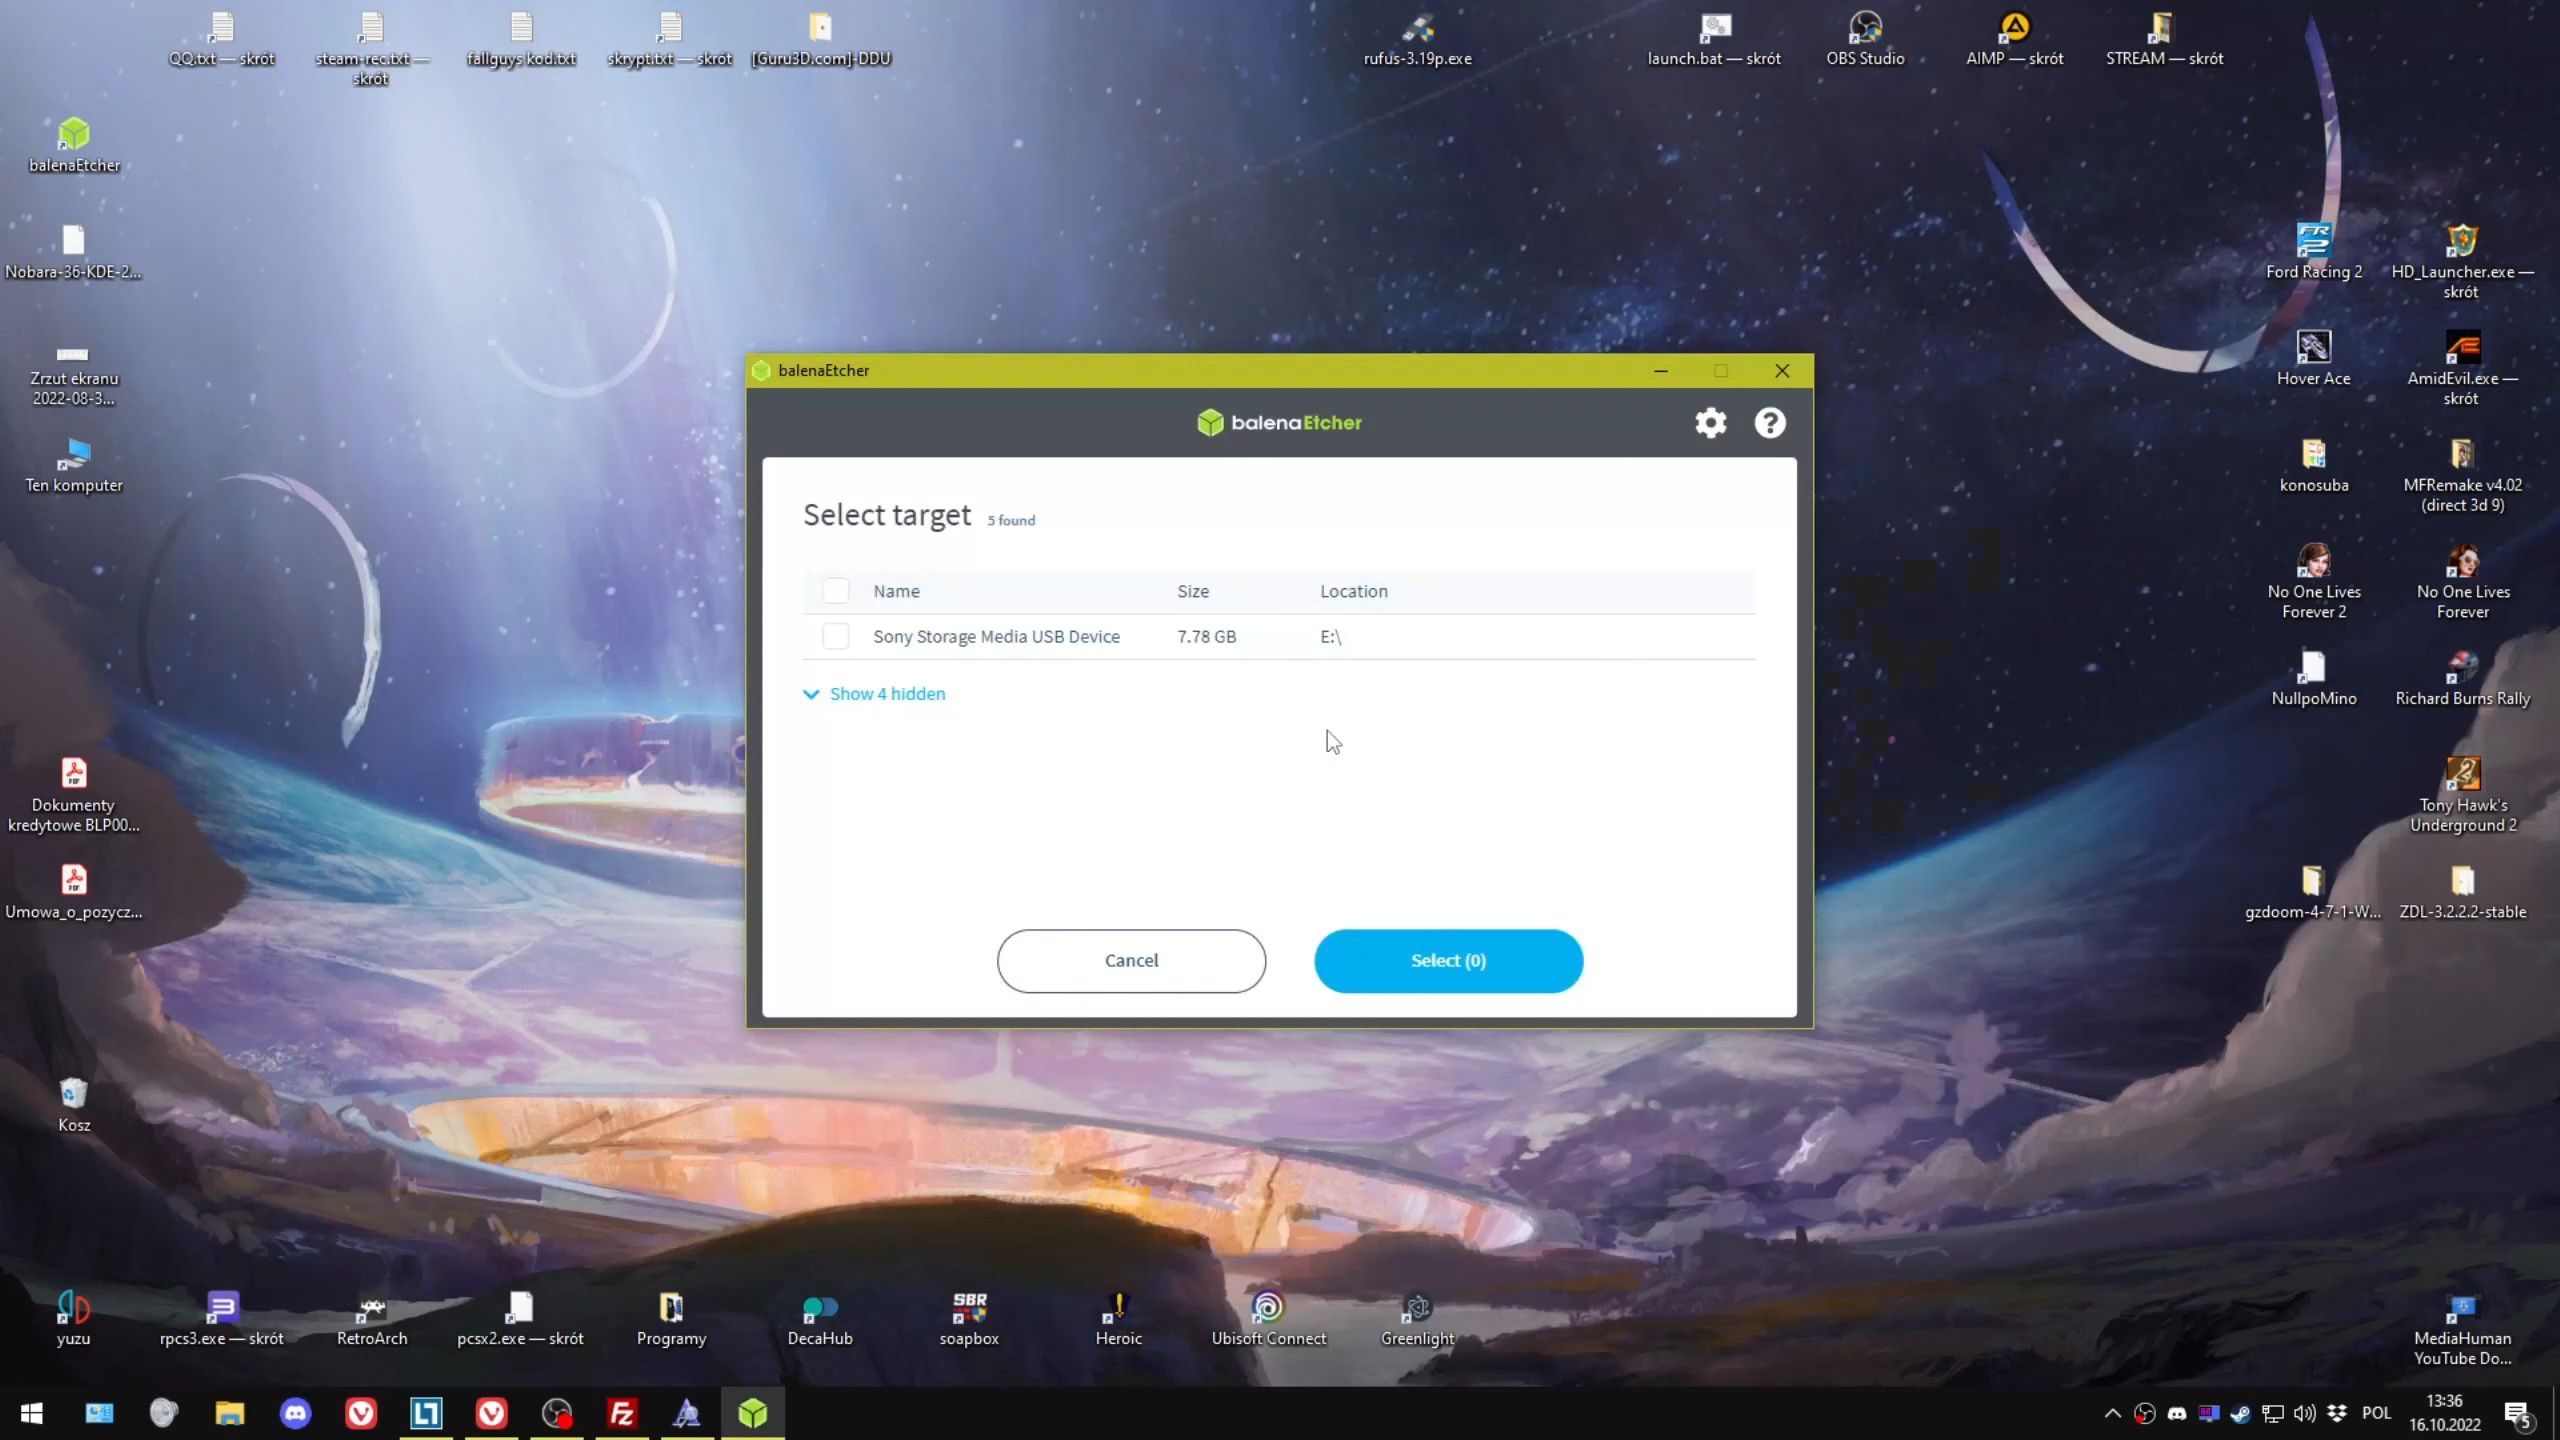 QQ.txt — skrót
steam-rec.txt —
skrót
fallguys kod.txt
skrypt.txt — skrót
[Guru3D.com]-DDU
rufus-3.19p.exe
launch.bat — skrót
OBS Studio
AIMP — skrót
STREAM — skrót
balenaEtcher
Nobara-36-KDE-2...
Zrzut ekranu
2022-08-3...
Ten komputer
Dokumenty
kredytowe BLP00...
Umowa_o_pozycz...
Kosz
balenaEtcher
balenaEtcher
Select target
5 found
Name Size Location
Sony Storage Media USB Device 7.78 GB E:\
Show 4 hidden
Cancel
Select (0)
Ford Racing 2
HD_Launcher.exe —
skrót
Hover Ace
AmidEvil.exe —
skrót
konosuba
MFRemake v4.02
(direct 3d 9)
No One Lives
Forever 2
No One Lives
Forever
NullpoMino
Richard Burns Rally
Tony Hawk's
Underground 2
gzdoom-4-7-1-W...
ZDL-3.2.2.2-stable
yuzu
rpcs3.exe — skrót
RetroArch
pcsx2.exe — skrót
Programy
DecaHub
soapbox
Heroic
Ubisoft Connect
Greenlight
MediaHuman
YouTube Do...
POL
13:36
16.10.2022
5